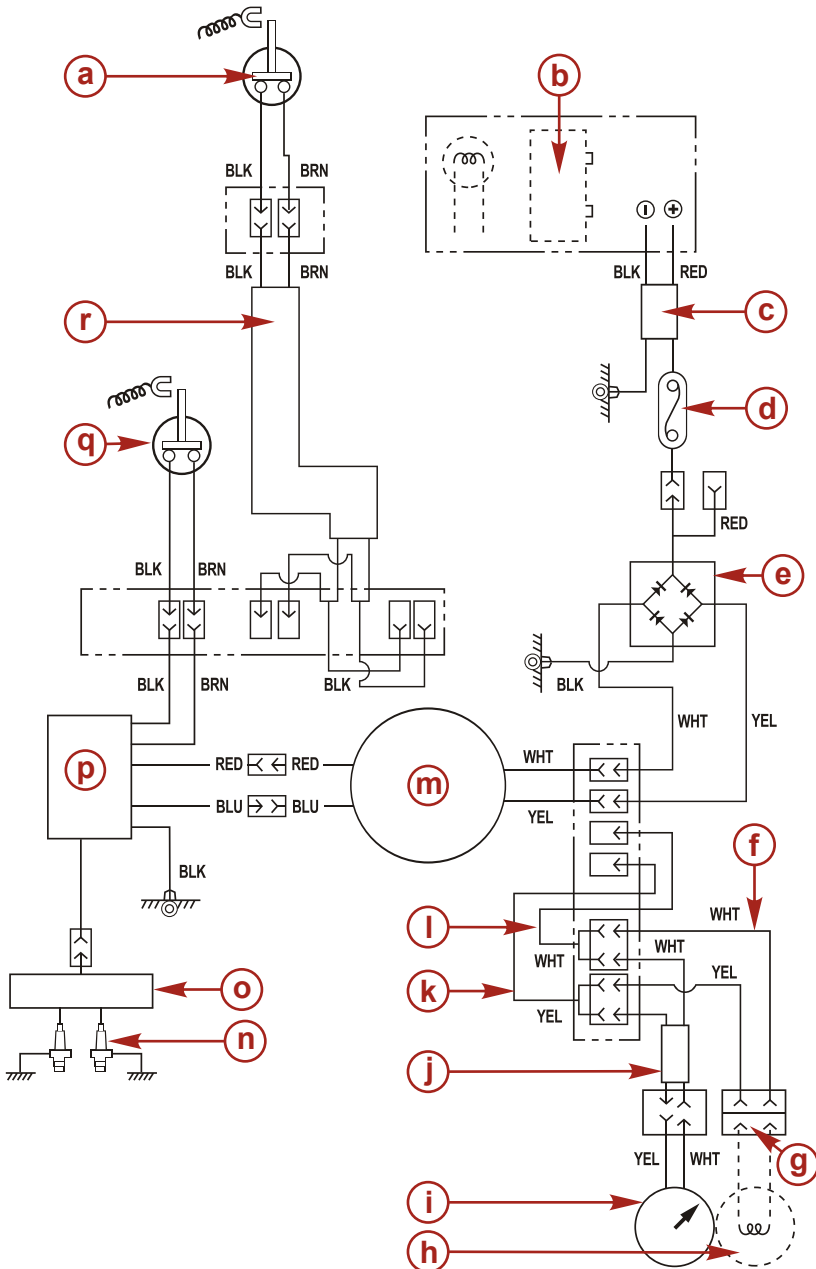 a
b
BLK BRN
BLK BRN
BLK RED
r
c
d
q
RED
BLK BRN
e
BLK BRN BLK
BLK
WHT YEL
p
RED RED
m
WHT
BLU BLU
YEL
BLK
f
WHT
l
WHT WHT
YEL
k
YEL
o
n
j
YEL WHT
g
i
h